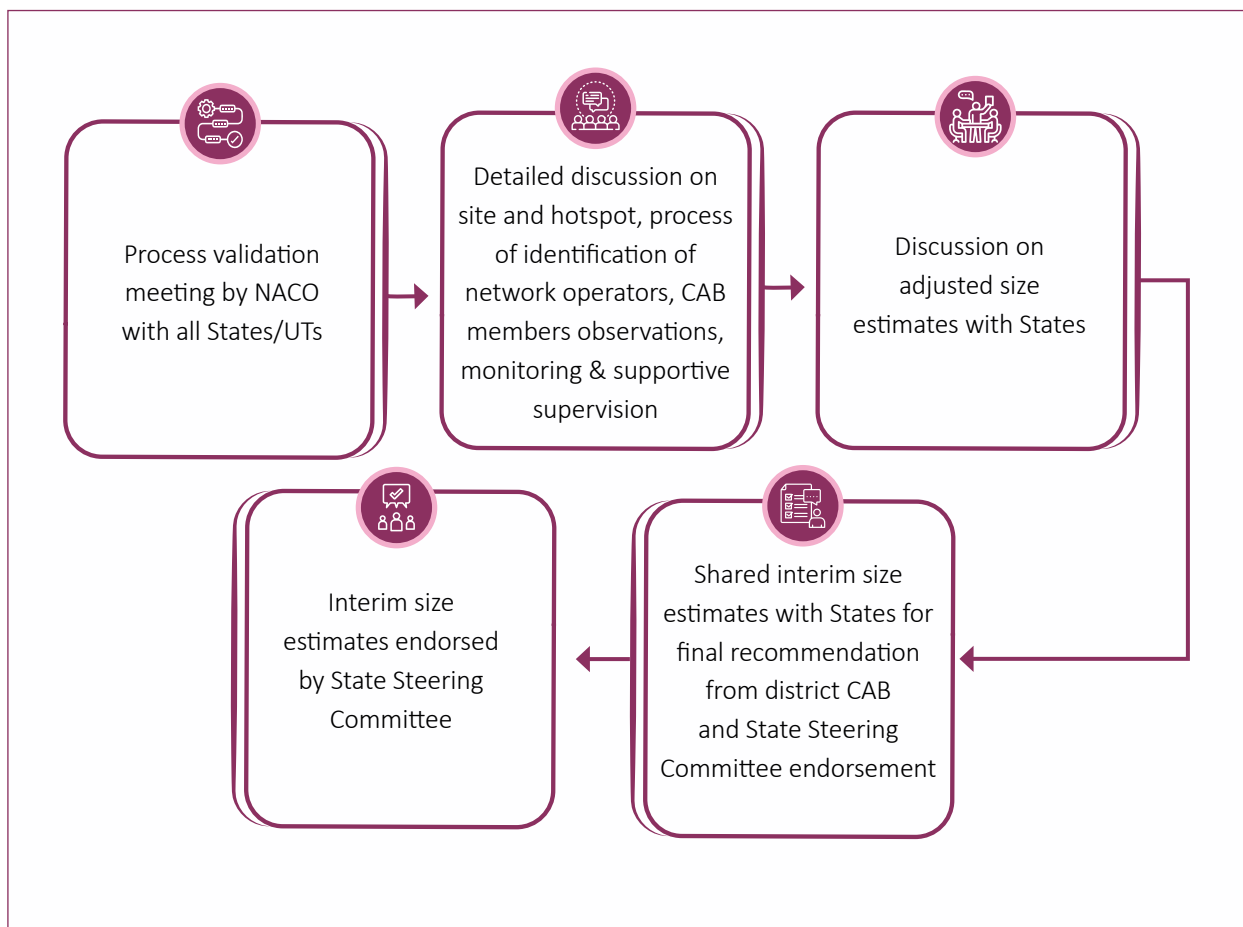 Process validation
meeting by NACO
with all States/UTs
Detailed discussion on
site and hotspot, process
of identification of
network operators, CAB
members observations,
monitoring & supportive
supervision
Discussion on
adjusted size
estimates with States
Shared interim size
estimates with States for
final recommendation
from district CAB
and State Steering
Committee endorsement
Interim size
estimates endorsed
by State Steering
Committee